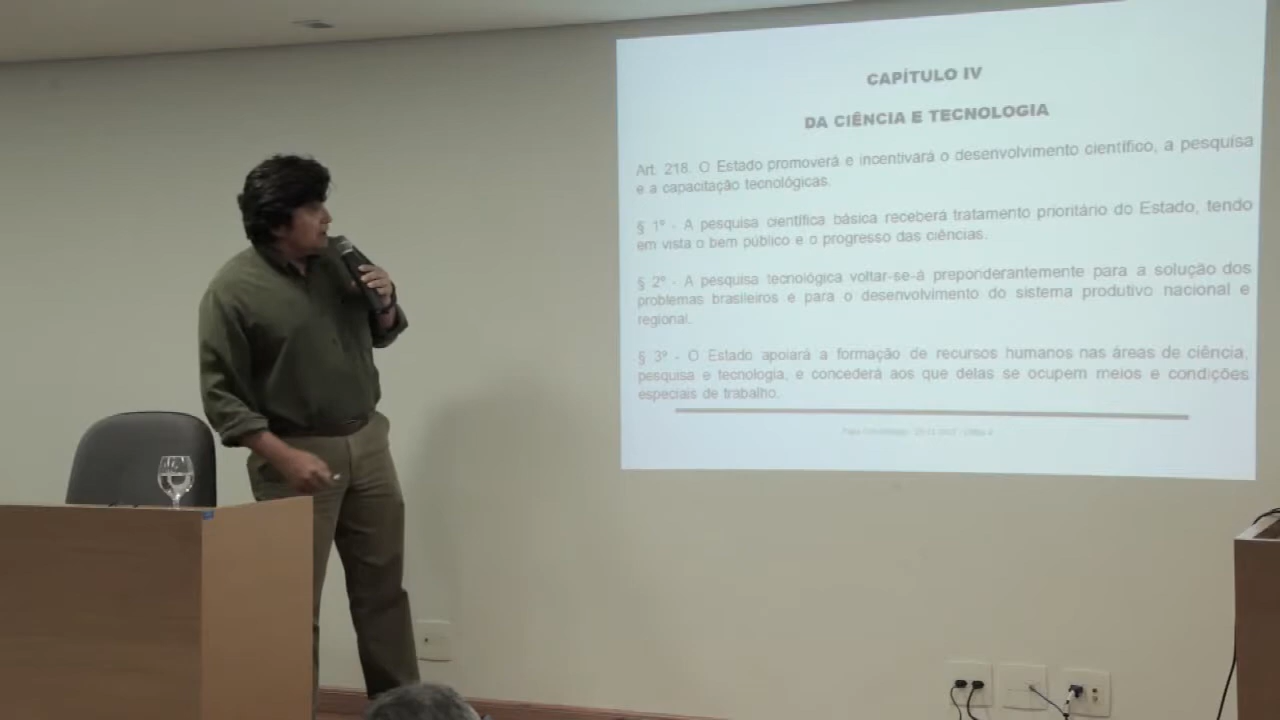 CAPÍTULO IV
DA CIÊNCIA E TECNOLOGIA
Art. 218. O Estado promoverá e incentivará o desenvolvimento científico, a pesquisa
e a capacitação tecnológicas.
§ 1º - A pesquisa científica básica receberá tratamento prioritário do Estado, tendo
em vista o bem público e o progresso das ciências.
§ 2º - A pesquisa tecnológica voltar-se-á preponderantemente para a solução dos
problemas brasileiros e para o desenvolvimento do sistema produtivo nacional e
regional.
§ 3º - O Estado apoiará a formação de recursos humanos nas áreas de ciência,
pesquisa e tecnologia, e concederá aos que delas se ocupem meios e condições
especiais de trabalho.